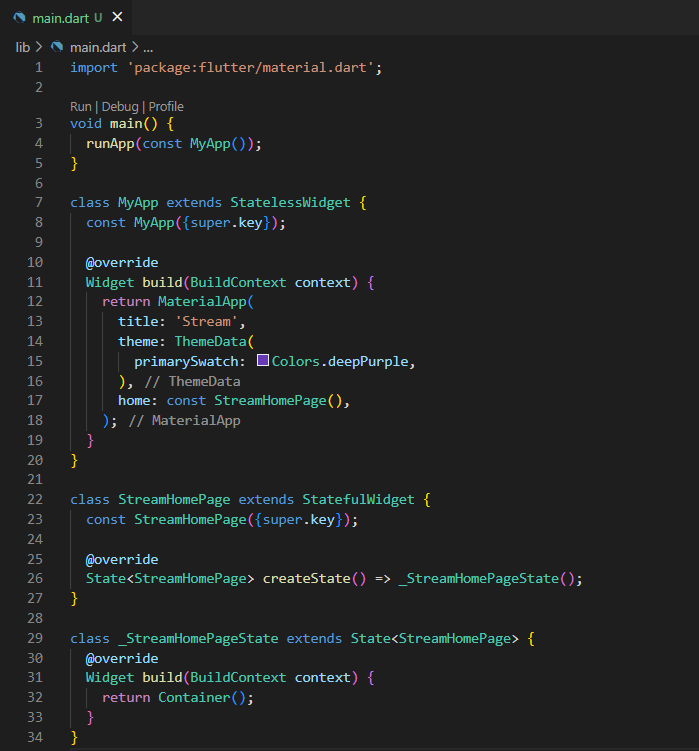 main.dart U ×
lib > main.dart > ...
1 import 'package:flutter/material.dart';
2
Run | Debug | Profile
3 void main() {
4   runApp(const MyApp());
5 }
6
7 class MyApp extends StatelessWidget {
8   const MyApp({super.key});
9
10   @override
11   Widget build(BuildContext context) {
12     return MaterialApp(
13       title: 'Stream',
14       theme: ThemeData(
15         primarySwatch: Colors.deepPurple,
16       ), // ThemeData
17       home: const StreamHomePage(),
18     ); // MaterialApp
19   }
20 }
21
22 class StreamHomePage extends StatefulWidget {
23   const StreamHomePage({super.key});
24
25   @override
26   State<StreamHomePage> createState() => _StreamHomePageState();
27 }
28
29 class _StreamHomePageState extends State<StreamHomePage> {
30   @override
31   Widget build(BuildContext context) {
32     return Container();
33   }
34 }